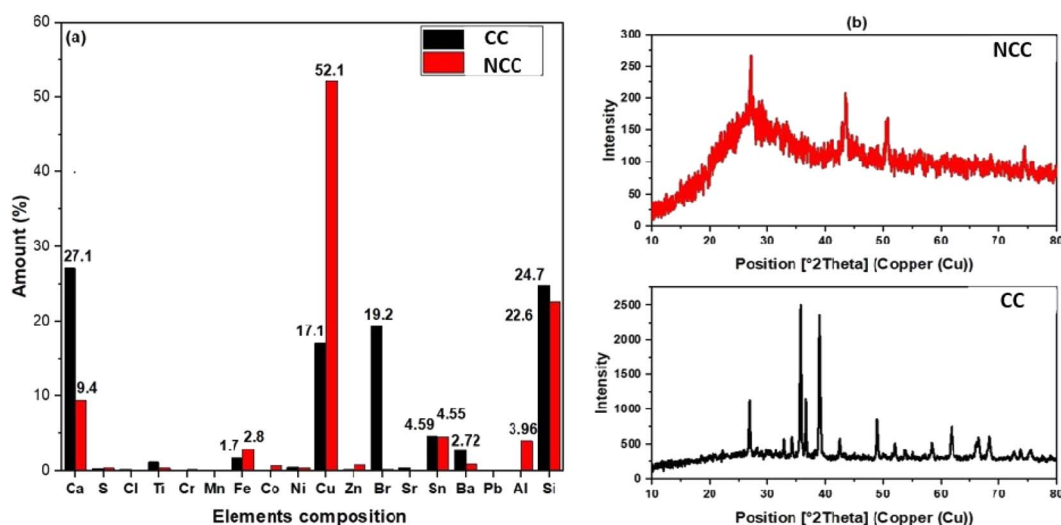 (a)
CC
NCC
60
50
40
30
20
10
0
Amount (%)
27.1
9.4
1.7
2.8
17.1
52.1
19.2
4.59
4.55
2.72
3.96
24.7
22.6
Ca S Cl Ti Cr Mn Fe Co Ni Cu Zn Br Sr Sn Ba Pb Al Si
Elements composition
(b)
NCC
300
250
200
150
100
50
0
Intensity
10 20 30 40 50 60 70 80
Position [°2Theta] (Copper (Cu))
CC
2500
2000
1500
1000
500
0
Intensity
10 20 30 40 50 60 70 80
Position [°2Theta] (Copper (Cu))